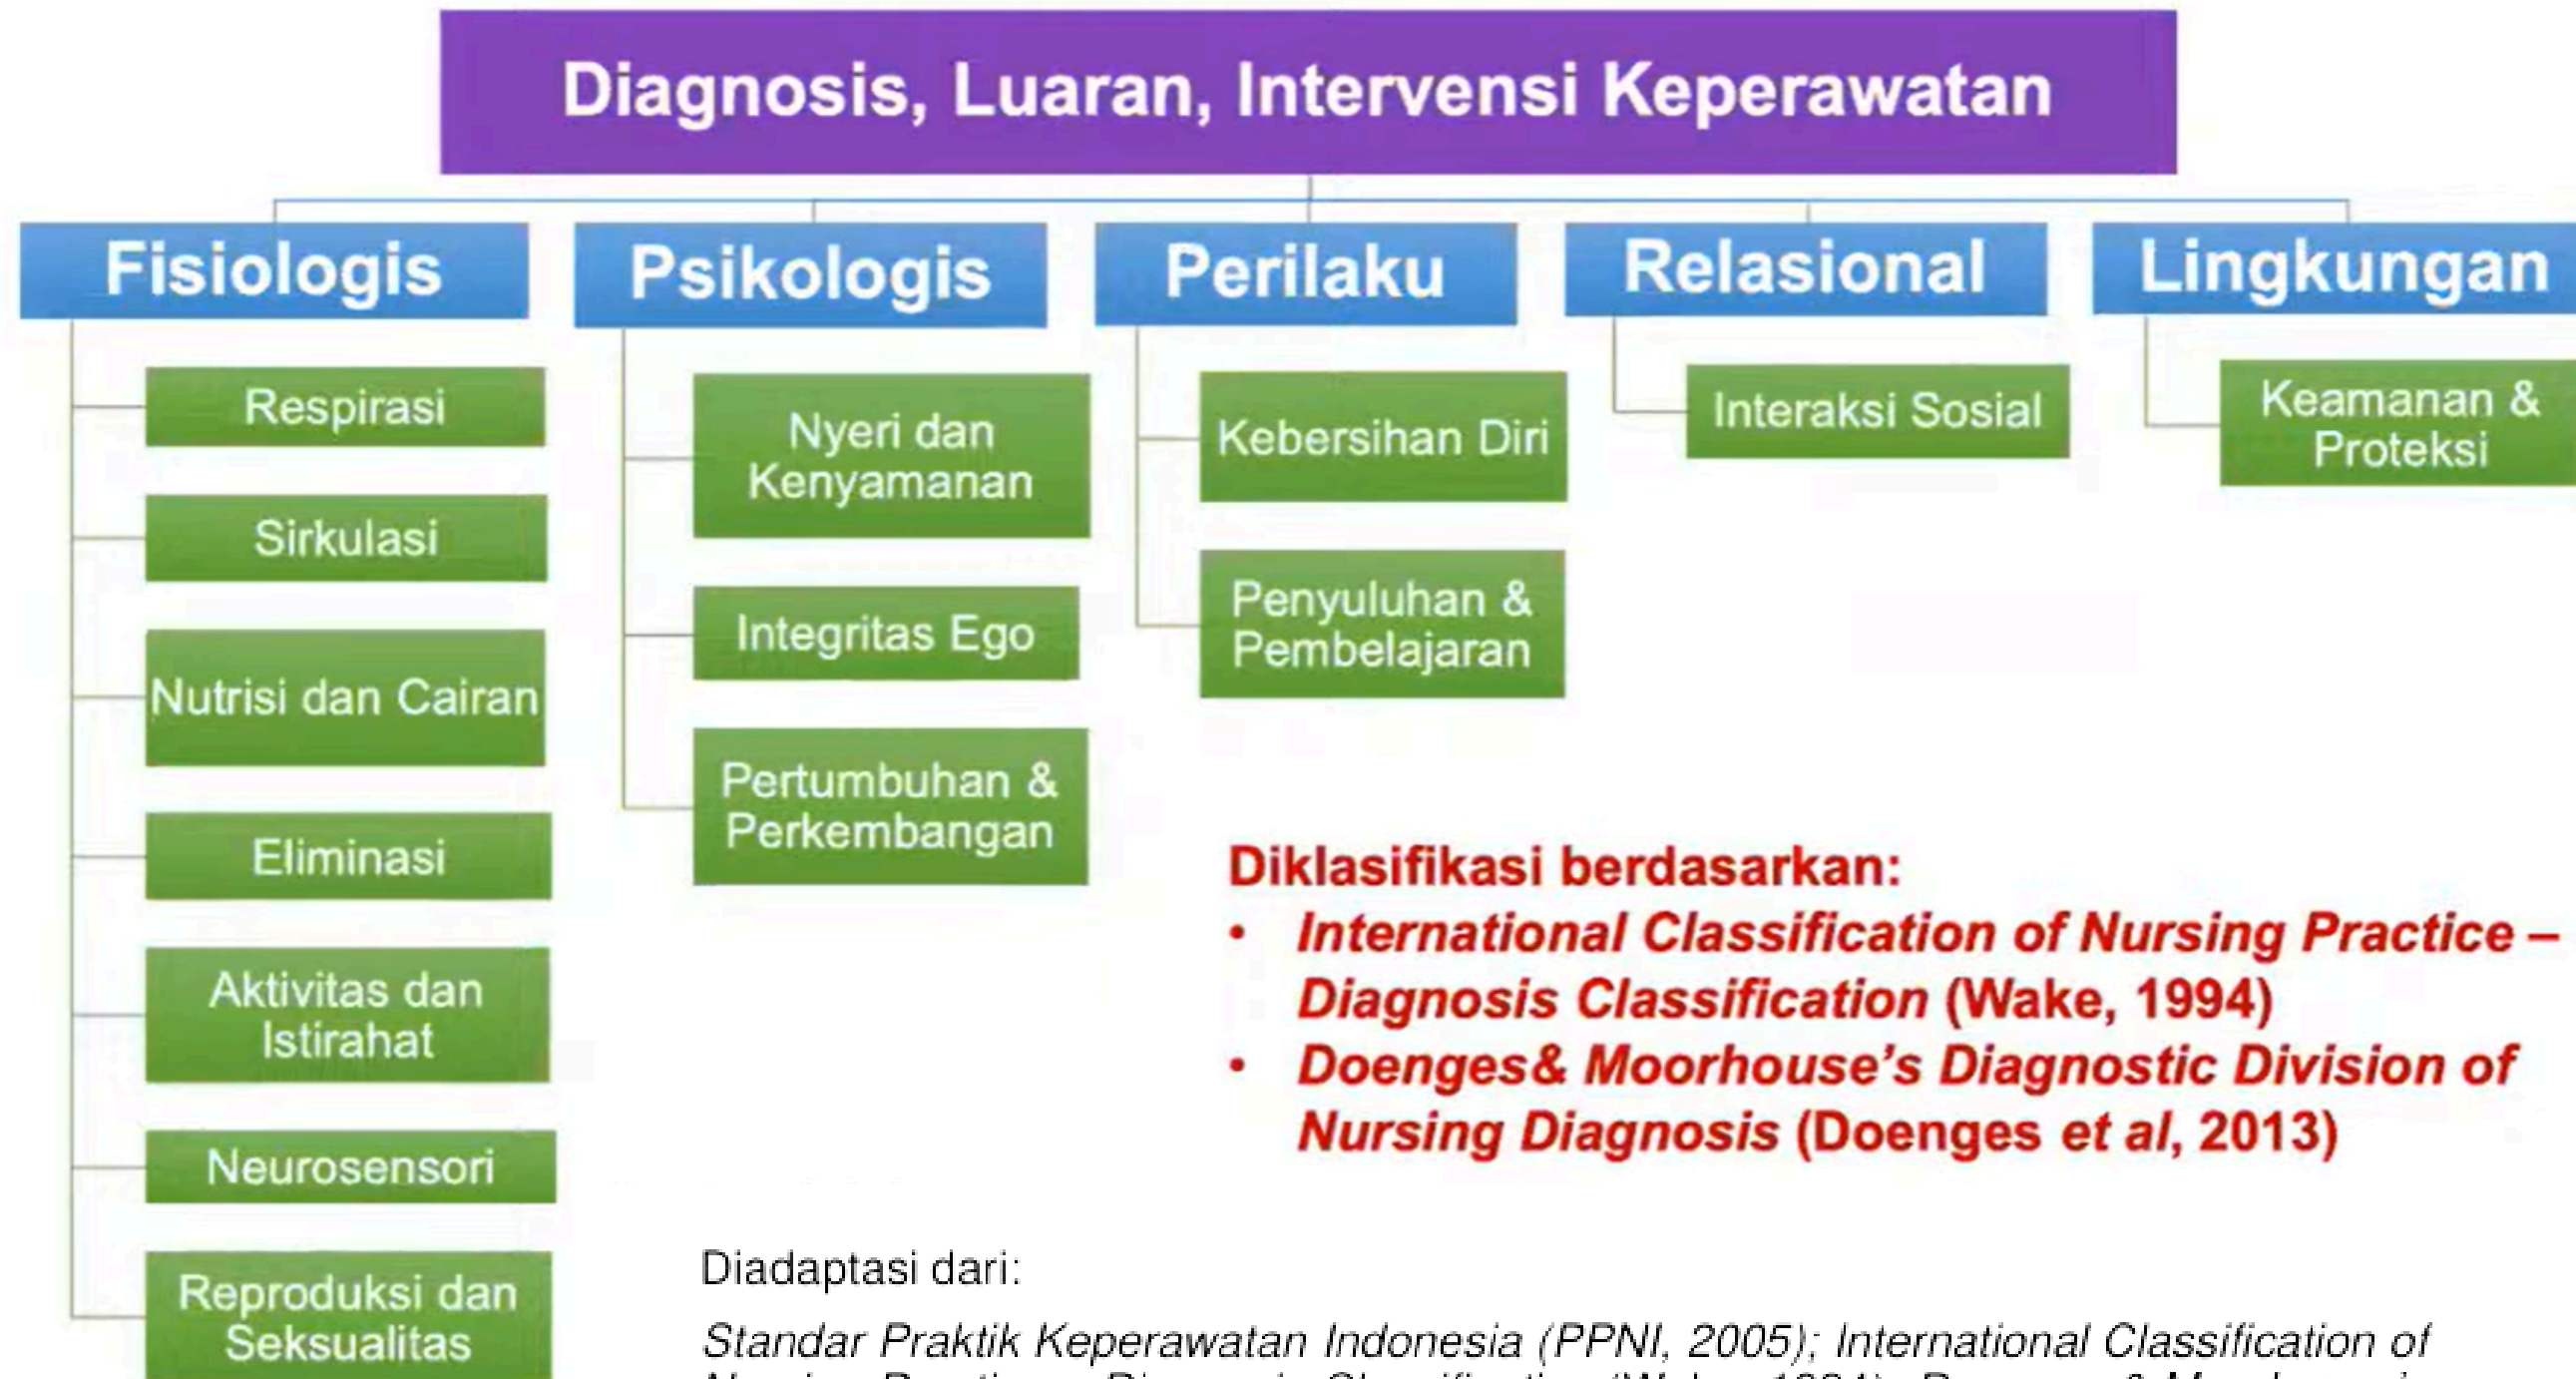 Diagnosis, Luaran, Intervensi Keperawatan
Fisiologis
Respirasi
Sirkulasi
Nutrisi dan Cairan
Eliminasi
Aktivitas dan
Istirahat
Neurosensori
Reproduksi dan
Seksualitas
Psikologis
Nyeri dan
Kenyamanan
Integritas Ego
Pertumbuhan &
Perkembangan
Perilaku
Kebersihan Diri
Penyuluhan &
Pembelajaran
Relasional
Interaksi Sosial
Lingkungan
Keamanan &
Proteksi
Diklasifikasi berdasarkan:
• International Classification of Nursing Practice –
Diagnosis Classification (Wake, 1994)
• Doenges& Moorhouse’s Diagnostic Division of
Nursing Diagnosis (Doenges et al, 2013)
Diadaptasi dari:
Standar Praktik Keperawatan Indonesia (PPNI, 2005); International Classification of